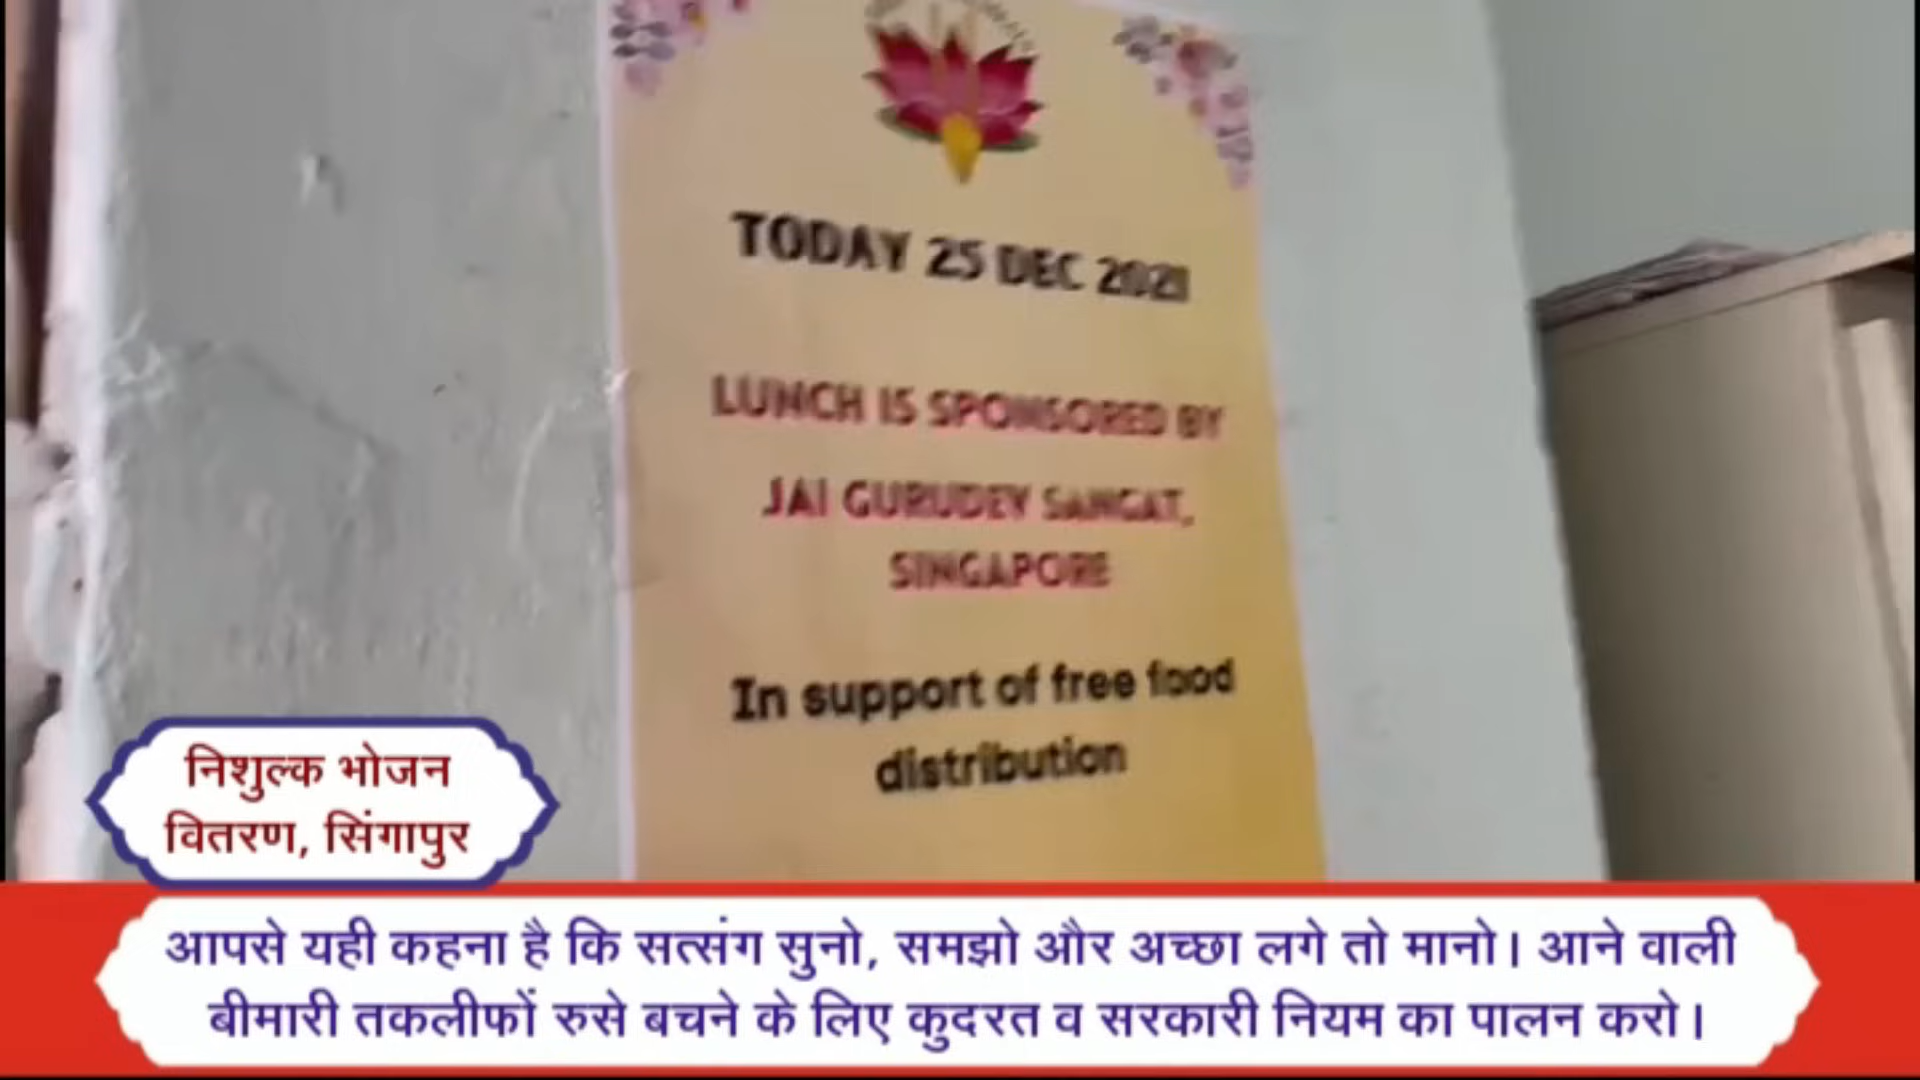 TODAY 25 DEC 2021
LUNCH IS SPONSORED BY
JAI GURUDEV SANGAT,
SINGAPORE
In support of free food
distribution
निशुल्क भोजन
वितरण, सिंगापुर
आपसे यही कहना है कि सत्संग सुनो, समझो और अच्छा लगे तो मानो। आने वाली
बीमारी तकलीफों रुसे बचने के लिए कुदरत व सरकारी नियम का पालन करो।